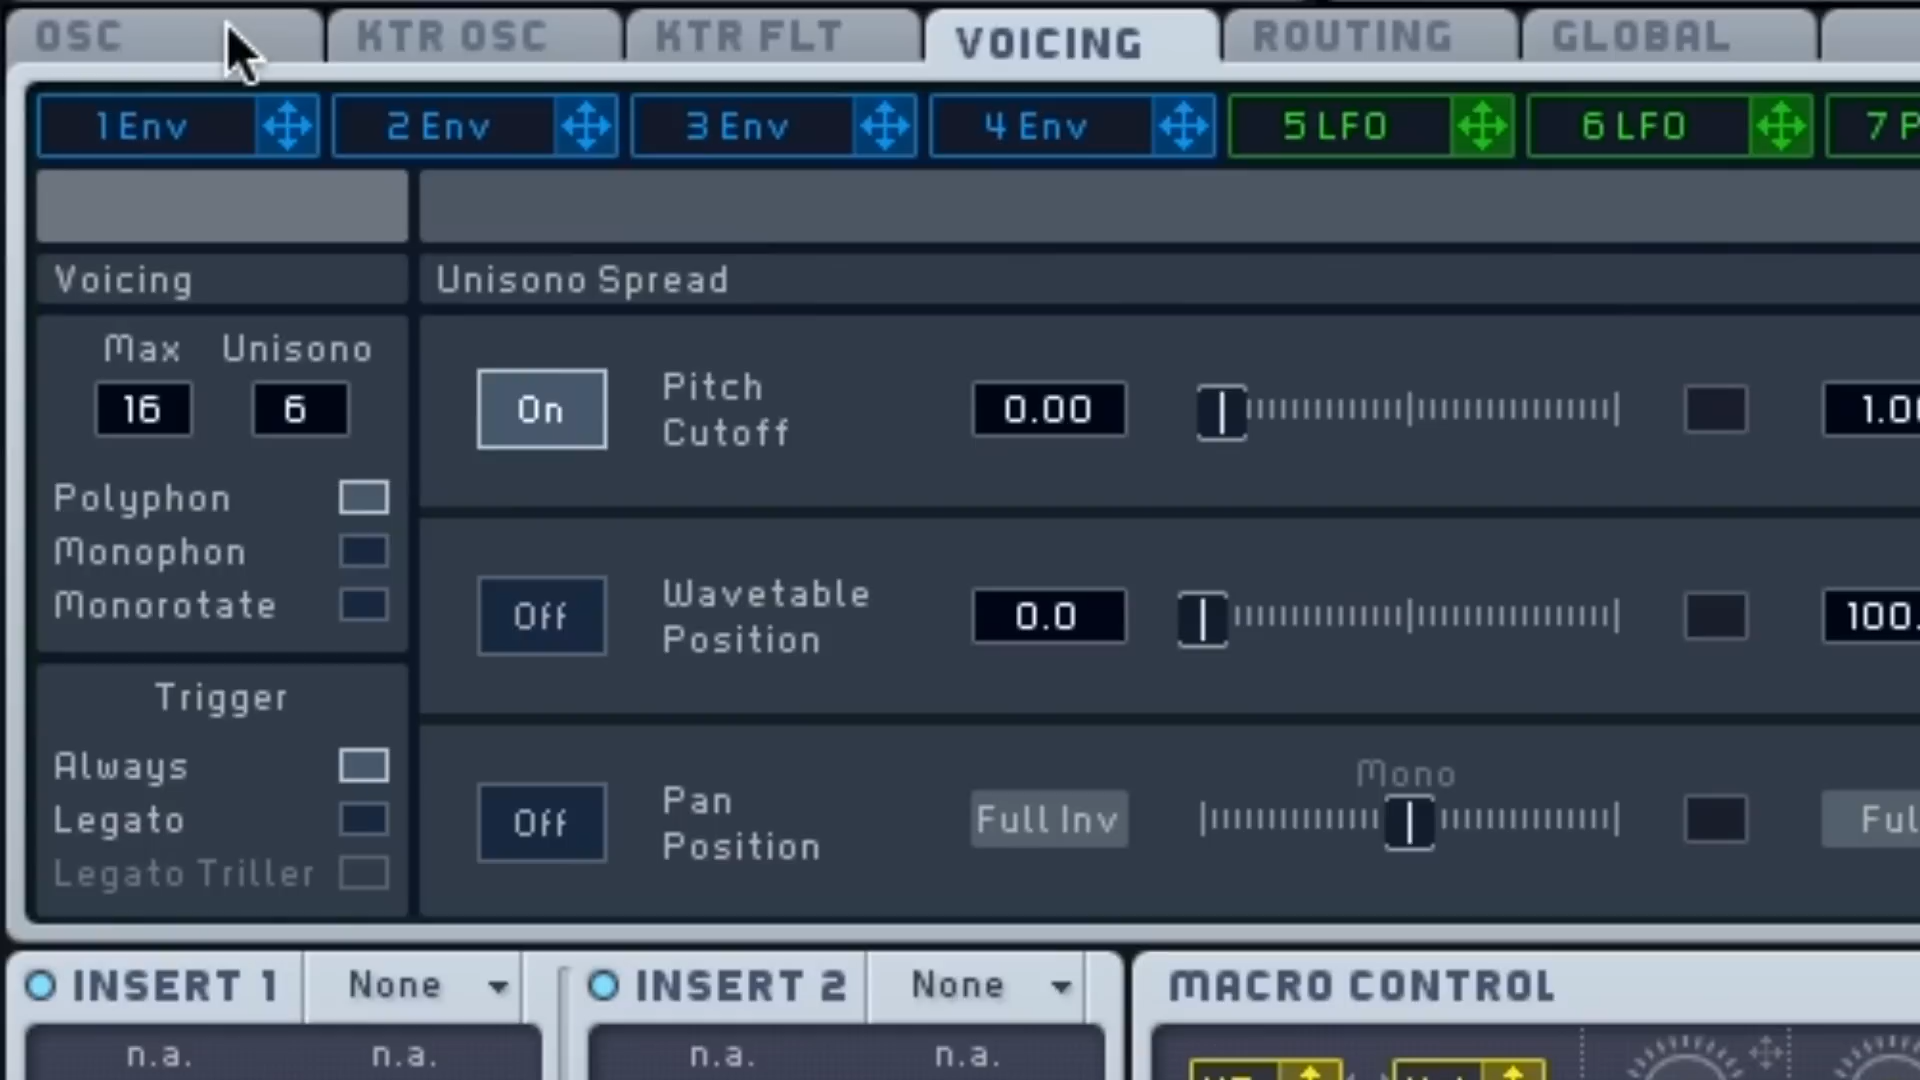 OSC KTR OSC KTR FLT VOICING ROUTING GLOBAL
1 Env 2 Env 3 Env 4 Env 5 LFO 6 LFO 7
Voicing Unisono Spread
Max Unisono
16 6
On Pitch Cutoff 0.00
Polyphon
Monophon
Monorotate
Off Wavetable Position 0.0
Trigger
Always
Legato
Legato Triller
Off Pan Position Full Inv Mono
INSERT 1 None INSERT 2 None MACRO CONTROL
n.a. n.a. n.a. n.a.